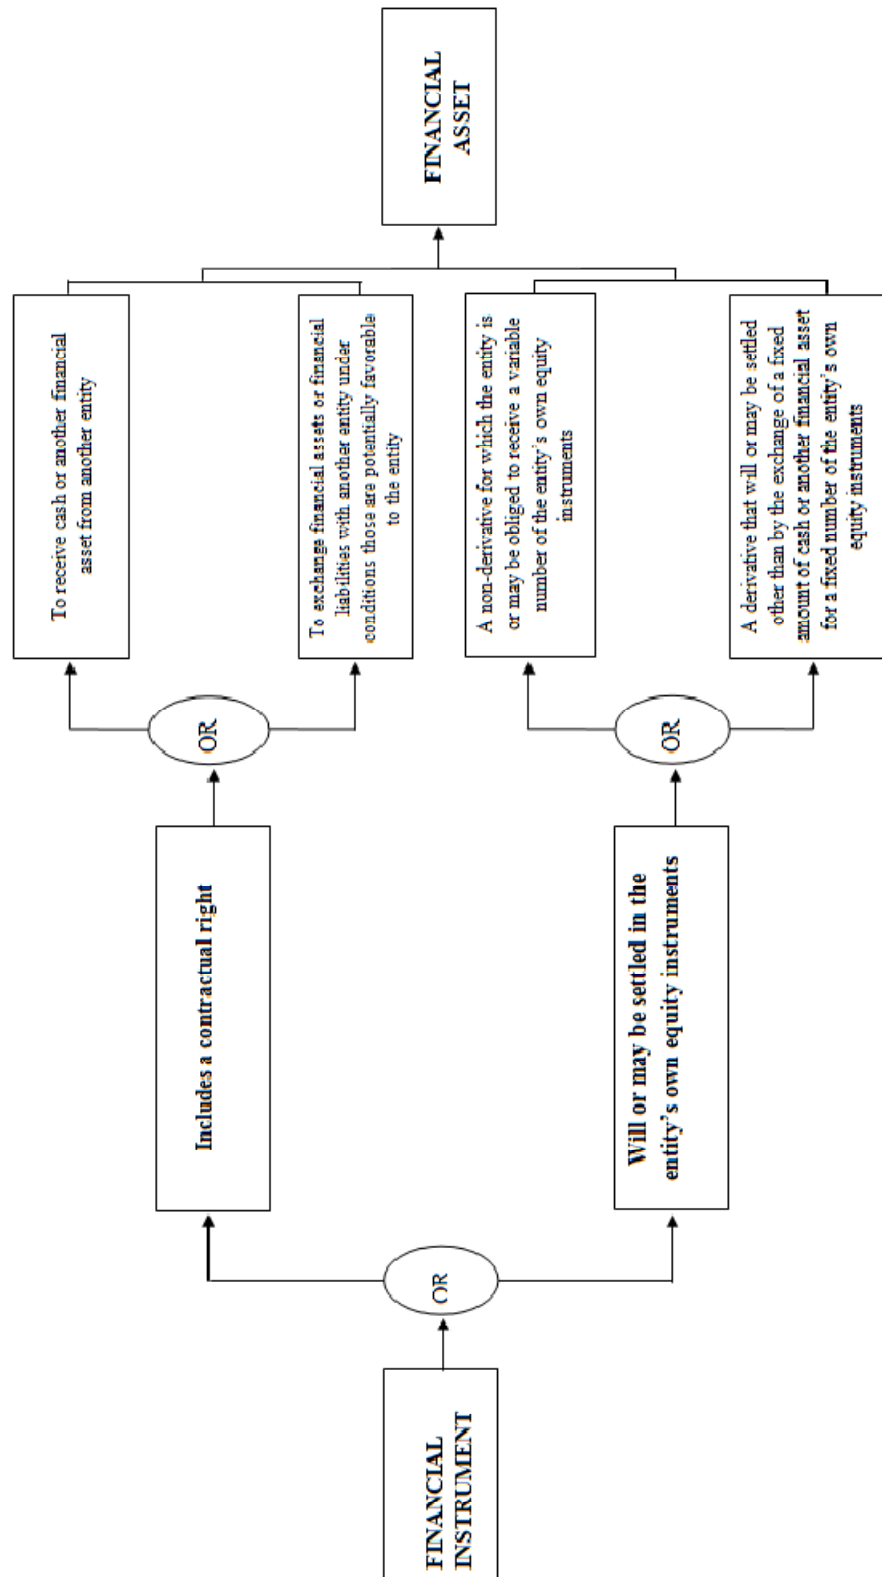 FINANCIAL
INSTRUMENT
OR
Includes a contractual right
Will or may be settled in the
entity's own equity instruments
OR
OR
To receive cash or another financial
asset from another entity
To exchange financial assets or financial
liabilities with another entity under
conditions those are potentially favorable
to the entity
A non-derivative for which the entity is
or may be obliged to receive a variable
number of the entity's own equity
instruments
A derivative that will or may be settled
other than by the exchange of a fixed
amount of cash or another financial asset
for a fixed number of the entity's own
equity instruments
FINANCIAL
ASSET